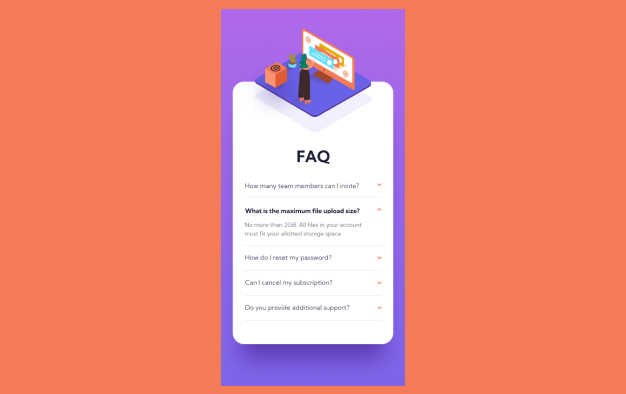 FAQ
How many team members can I invite?
What is the maximum file upload size?
No more than 2GB. All files in your account
must fit your allotted storage space.
How do I reset my password?
Can I cancel my subscription?
Do you provide additional support?